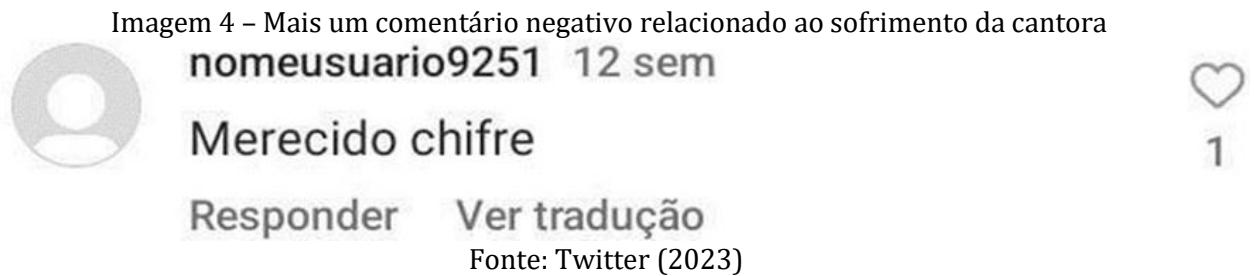 Imagem 4 – Mais um comentário negativo relacionado ao sofrimento da cantora
nomeusuario9251 12 sem
Merecido chifre
1
Responder Ver tradução
Fonte: Twitter (2023)